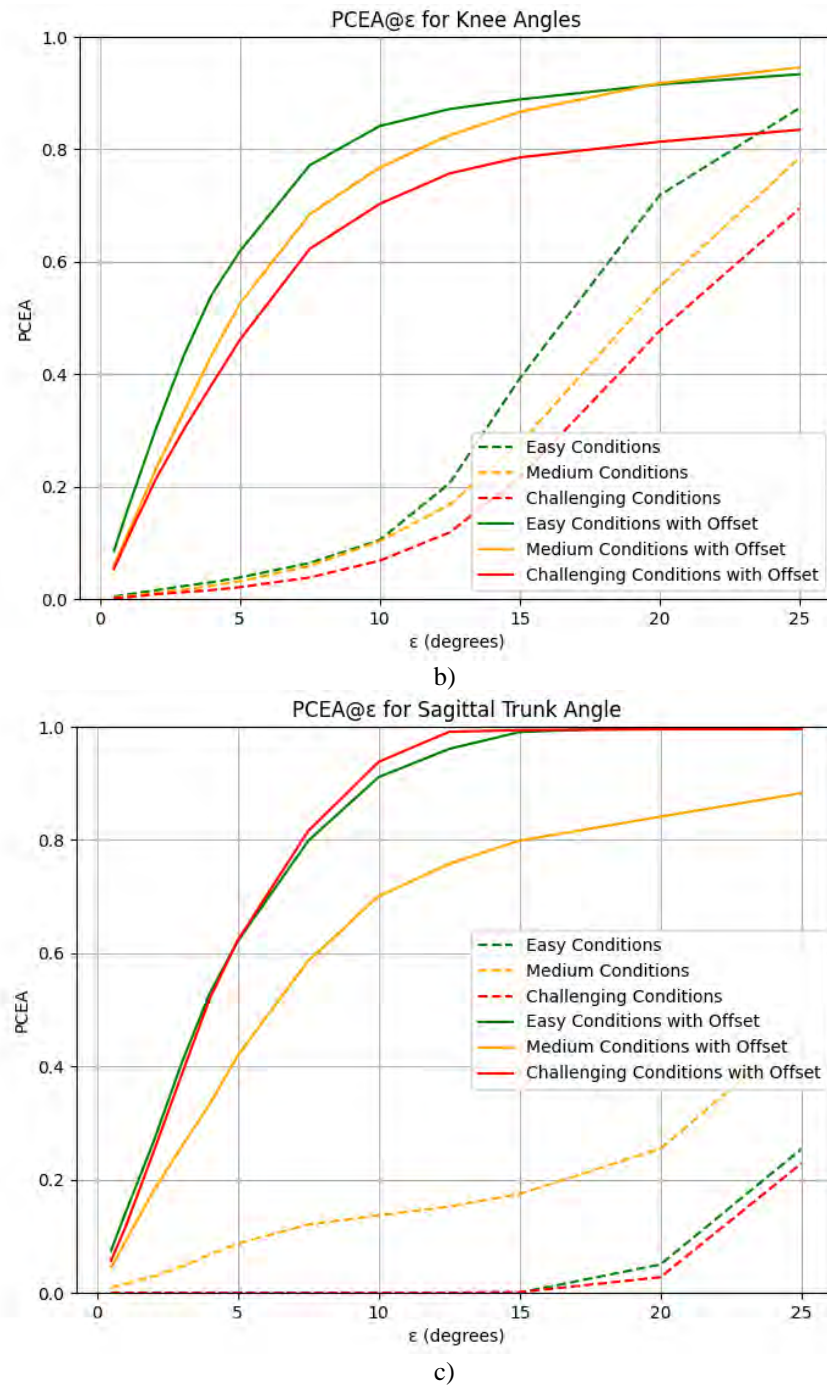 PCEA@ε for Knee Angles
1.0
0.8
0.6
0.4
0.2
0.0
PCEA
Easy Conditions
Medium Conditions
Challenging Conditions
Easy Conditions with Offset
Medium Conditions with Offset
Challenging Conditions with Offset
0 5 10 15 20 25
ε (degrees)
b)
PCEA@ε for Sagittal Trunk Angle
1.0
0.8
0.6
0.4
0.2
0.0
PCEA
Easy Conditions
Medium Conditions
Challenging Conditions
Easy Conditions with Offset
Medium Conditions with Offset
Challenging Conditions with Offset
0 5 10 15 20 25
ε (degrees)
c)